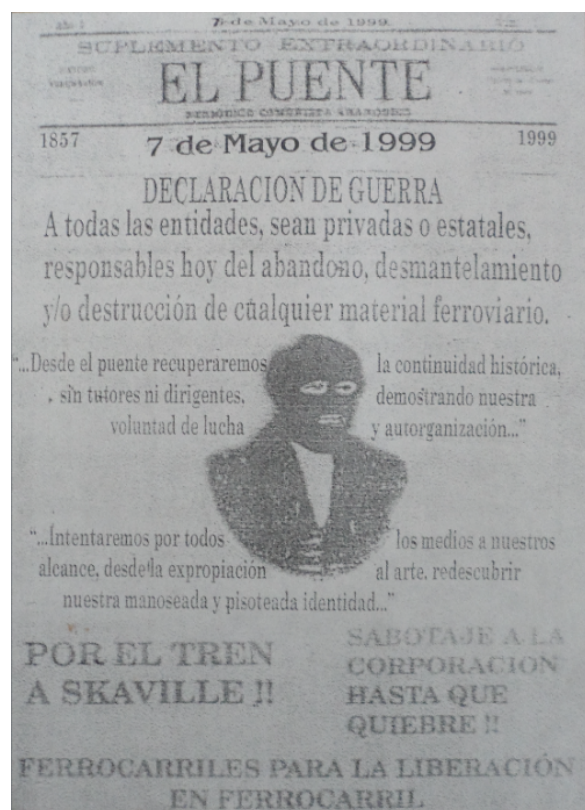 7 de Mayo de 1999.
SUPLEMENTO EXTRAORDINARIO
EL PUENTE
1857 7 de Mayo de 1999 1999
DECLARACION DE GUERRA
A todas las entidades, sean privadas o estatales,
responsables hoy del abandono, desmantelamiento
y/o destrucción de cualquier material ferroviario.
“...Desde el puente recuperaremos la continuidad histórica,
sin tutores ni dirigentes, demostrando nuestra
voluntad de lucha y autorganización...”
“...Intentaremos por todos los medios a nuestros
alcance, desde la expropiación al arte. redescubrir
nuestra manoseada y pisoteada identidad...”
POR EL TREN
A SKAVILLE !!
SABOTAJE A LA
CORPORACION
HASTA QUE
QUIEBRE !!
FERROCARRILES PARA LA LIBERACIÓN
EN FERROCARRIL